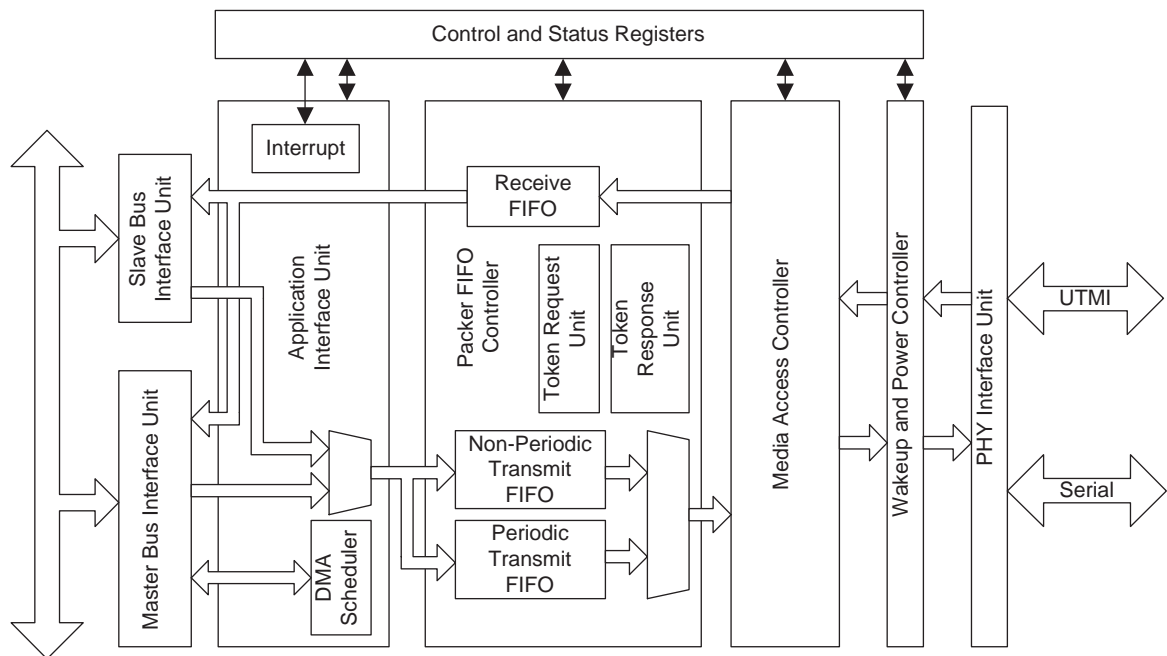 Control and Status Registers
Interrupt
Slave Bus
Interface Unit
Master Bus Interface Unit
Application
Interface Unit
DMA
Scheduler
Receive
FIFO
Packer FIFO
Controller
Token Request
Unit
Token
Response
Unit
Non-Periodic
Transmit
FIFO
Periodic
Transmit
FIFO
Media Access Controller
Wakeup and Power Controller
PHY Interface Unit
UTMI
Serial